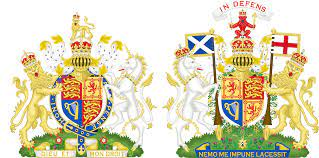 DIEU ET MON DROIT
IN DEFENS
NEMO ME IMPUNE LACESSIT